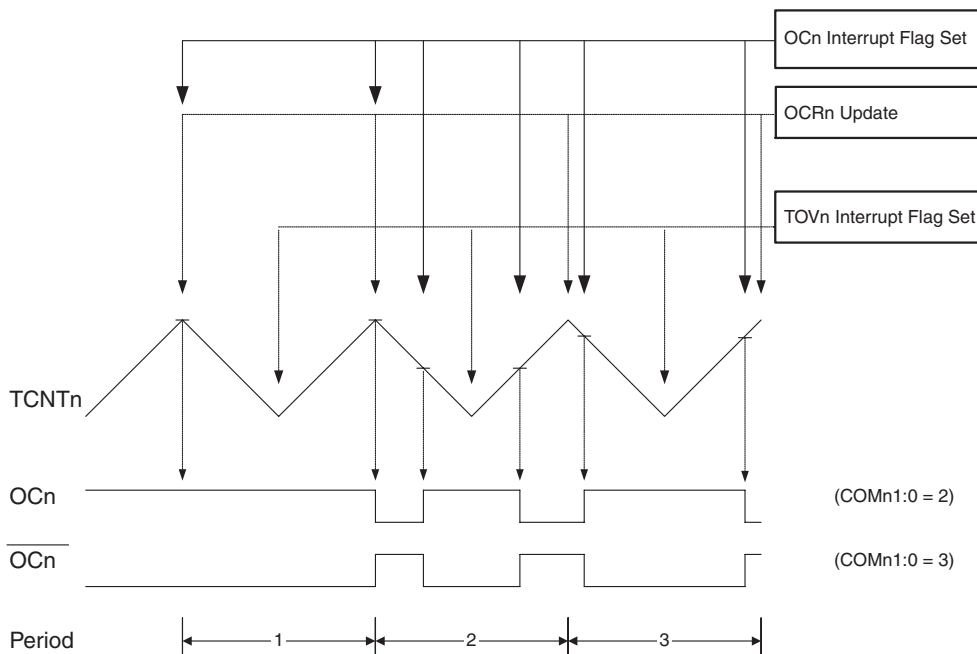 OCn Interrupt Flag Set
OCRn Update
TOVn Interrupt Flag Set
TCNTn
OCn
(COMn1:0 = 2)
OCn
(COMn1:0 = 3)
Period
1
2
3